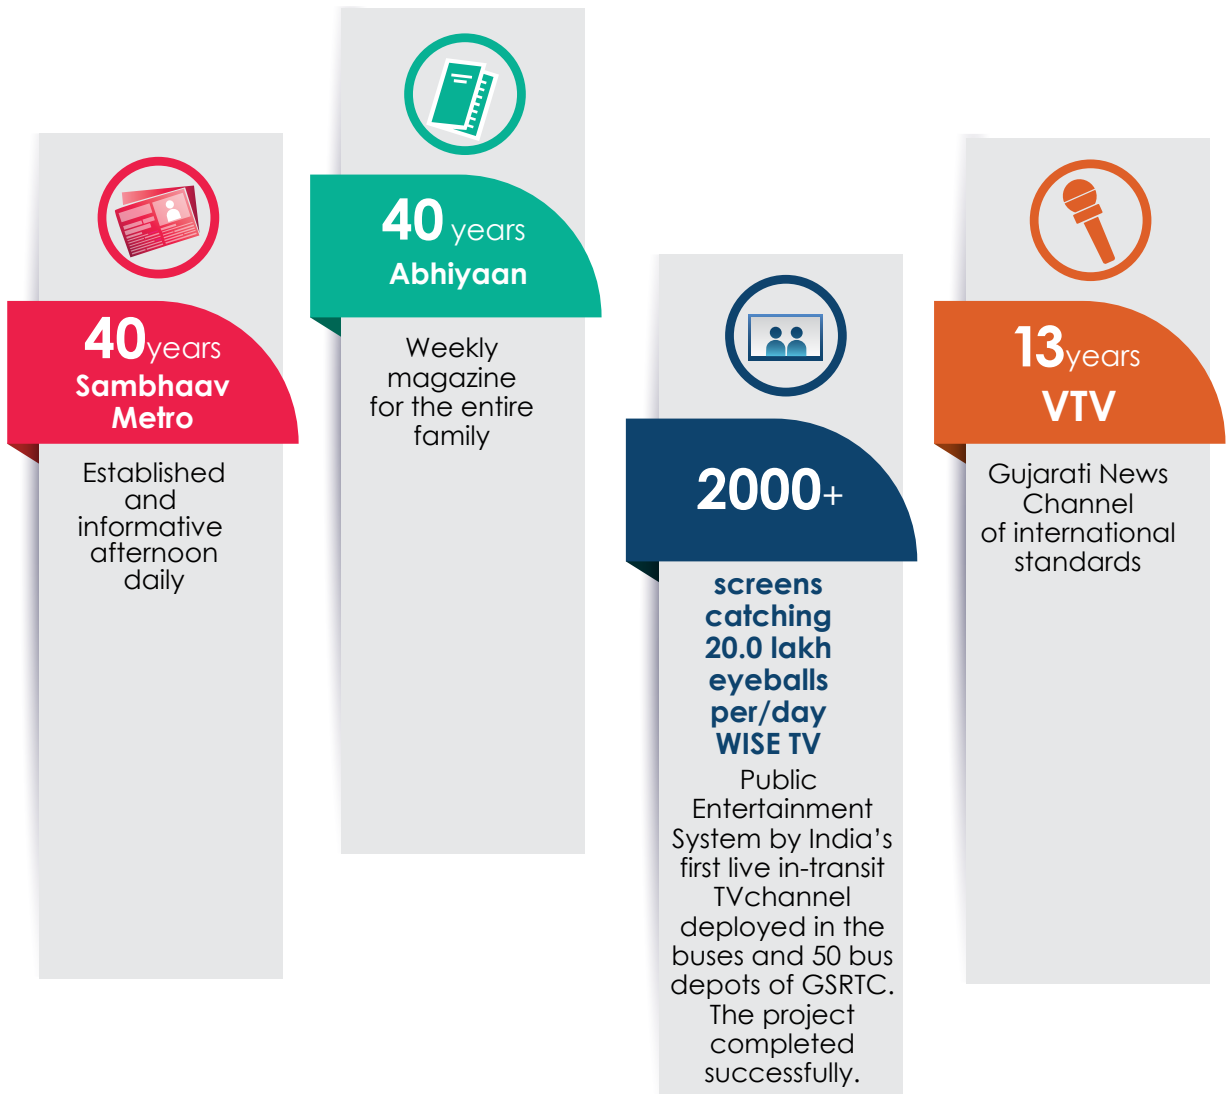 40 years
Sambhaav
Metro
Established
and
informative
afternoon
daily
40 years
Abhiyaan
Weekly
magazine
for the entire
family
2000+
screens
catching
20.0 lakh
eyeballs
per/day
WISE TV
Public
Entertainment
System by India’s
first live in-transit
TVchannel
deployed in the
buses and 50 bus
depots of GSRTC.
The project
completed
successfully.
13years
VTV
Gujarati News
Channel
of international
standards